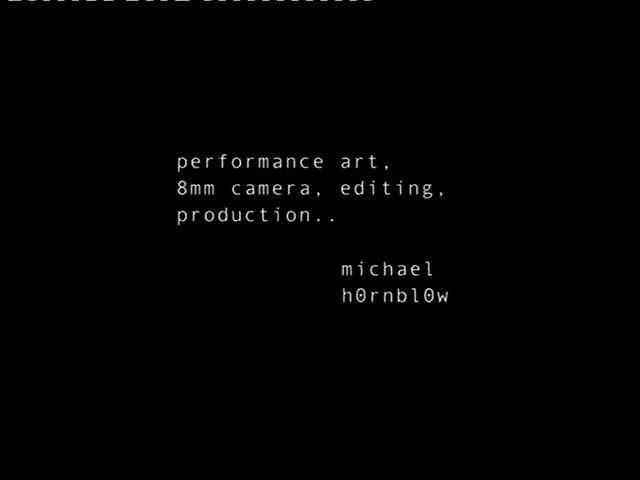 performance art,
8mm camera, editing,
production..
michael
h0rnbl0w